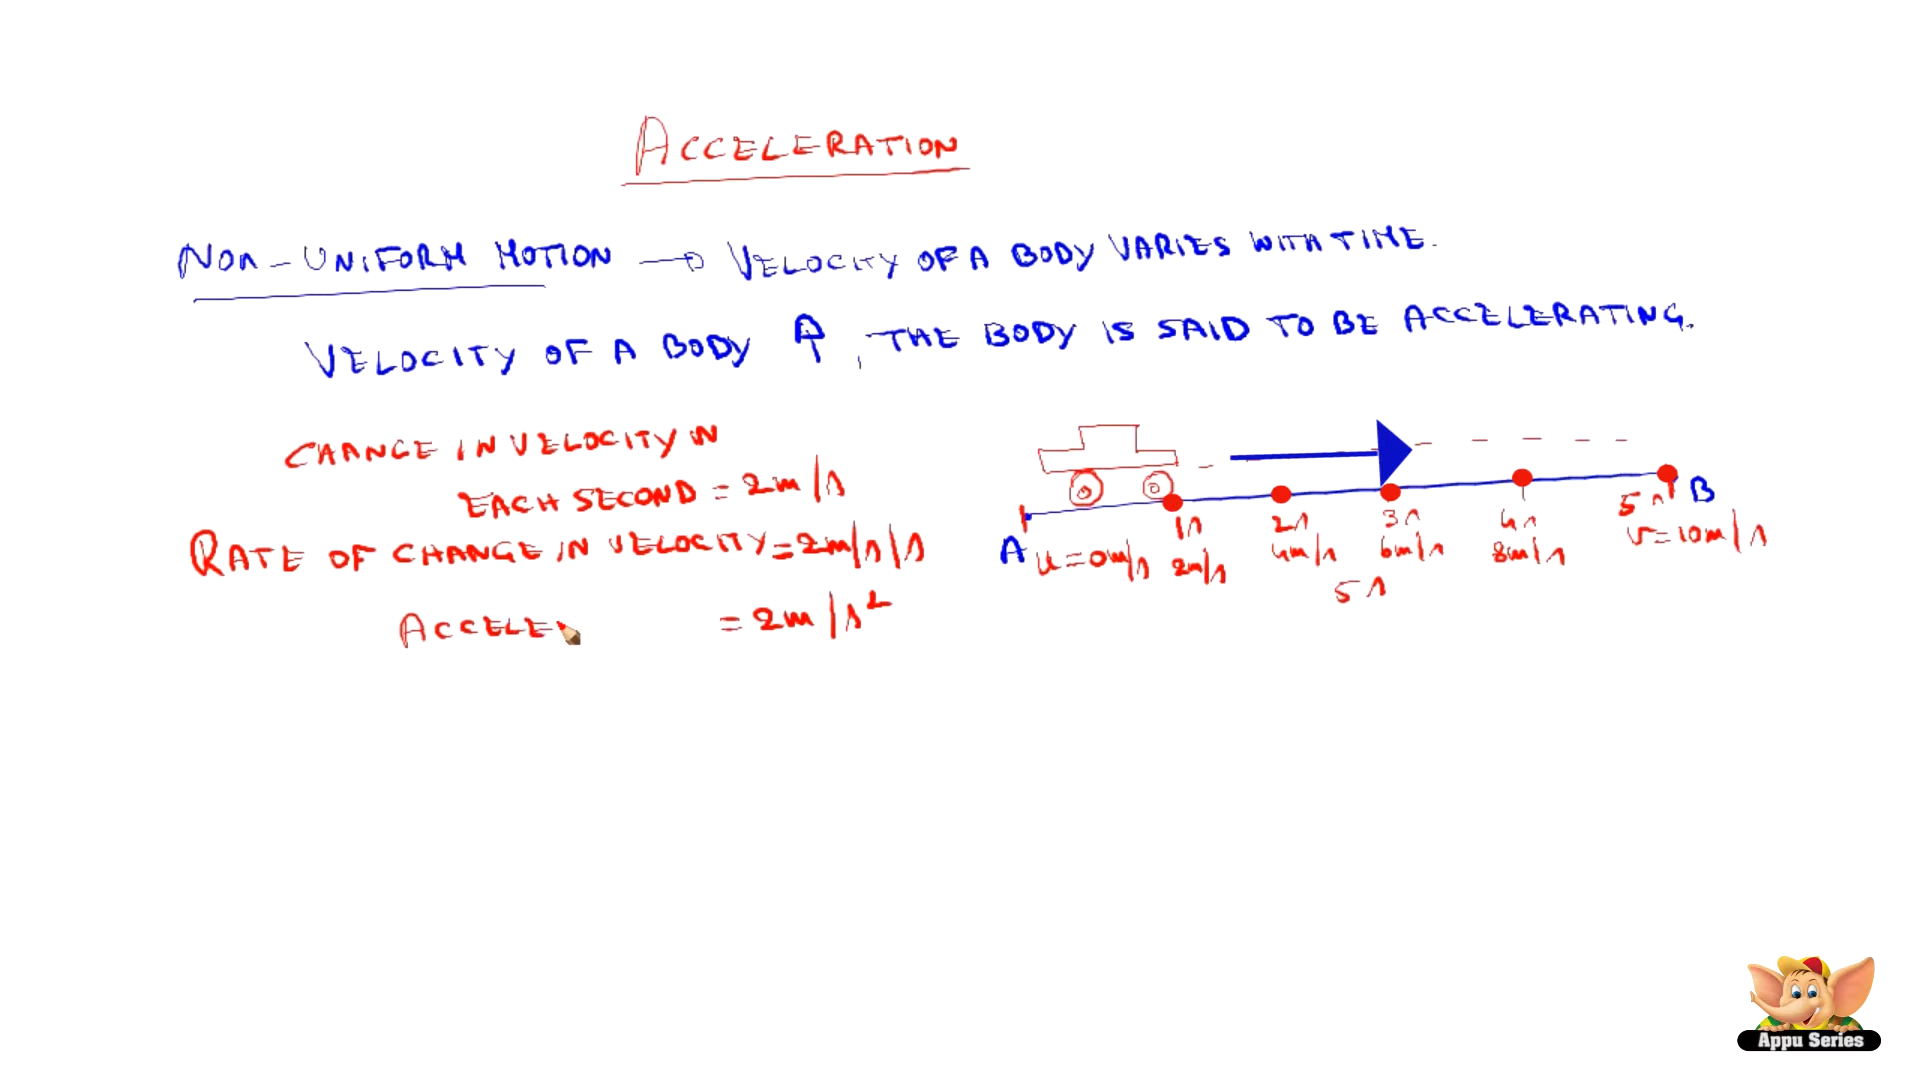 ACCELERATION
NON-UNIFORM MOTION → VELOCITY OF A BODY VARIES WITH TIME.
VELOCITY OF A BODY ↑, THE BODY IS SAID TO BE ACCELERATING.
CHANGE IN VELOCITY IN
EACH SECOND = 2m/s
RATE OF CHANGE IN VELOCITY = 2m/s/s
ACCELE = 2m/s²
A B
1s 2s 3s 4s 5s
u = 0m/s 2m/s 4m/s 6m/s 8m/s v = 10m/s
5s
Appu Series